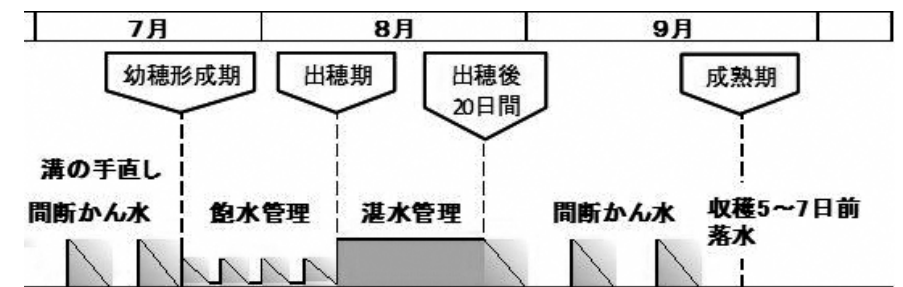 7月 8月 9月
幼穂形成期 出穂期 出穂後 成熟期
20日間
溝の手直し
間断かん水 飽水管理 湛水管理 間断かん水 収穫5～7日前
落水